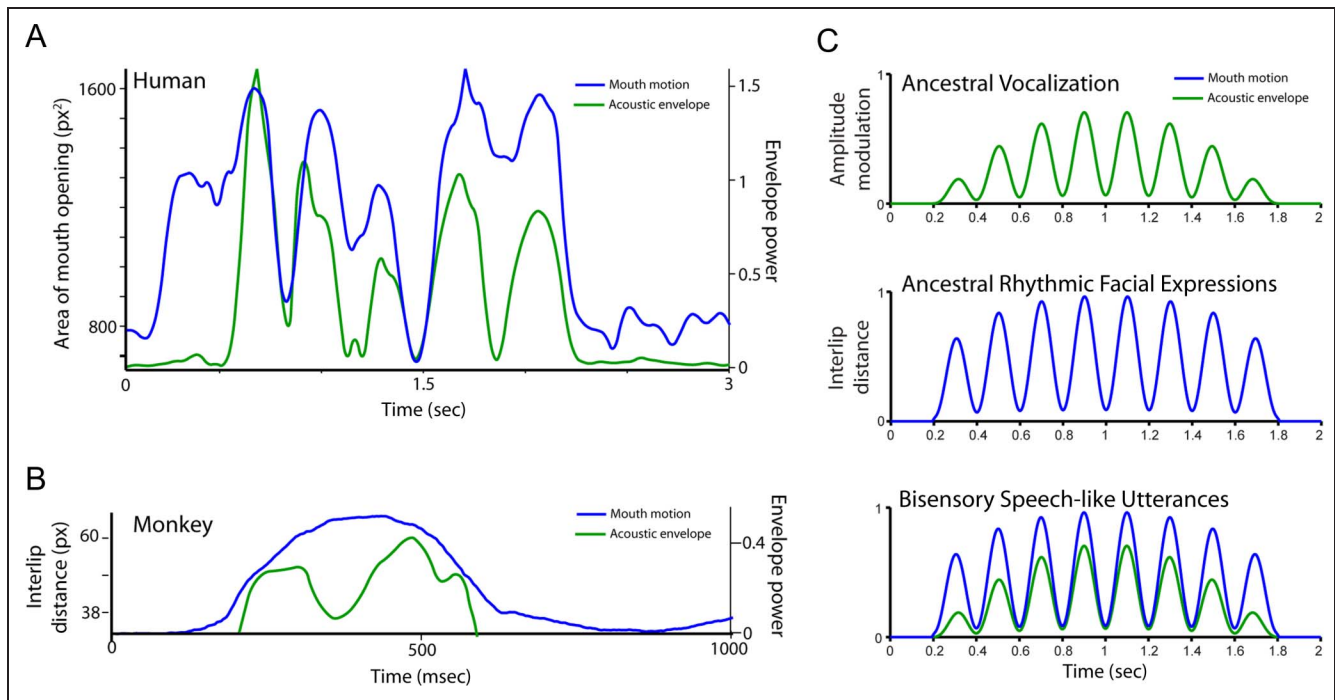 A
Human
Mouth motion
Acoustic envelope
1600
800
Area of mouth opening (px²)
1.5
1
0.5
0
Envelope power
0
1.5
3
Time (sec)
B
Monkey
Mouth motion
Acoustic envelope
60
38
Interlip
distance (px)
0.4
0
Envelope power
0
500
1000
Time (msec)
C
Ancestral Vocalization
Mouth motion
Acoustic envelope
1
0
Amplitude
modulation
0 0.2 0.4 0.6 0.8 1 1.2 1.4 1.6 1.8 2
Ancestral Rhythmic Facial Expressions
1
0
Interlip
distance
0 0.2 0.4 0.6 0.8 1 1.2 1.4 1.6 1.8 2
Bisensory Speech-like Utterances
1
0
0 0.2 0.4 0.6 0.8 1 1.2 1.4 1.6 1.8 2
Time (sec)